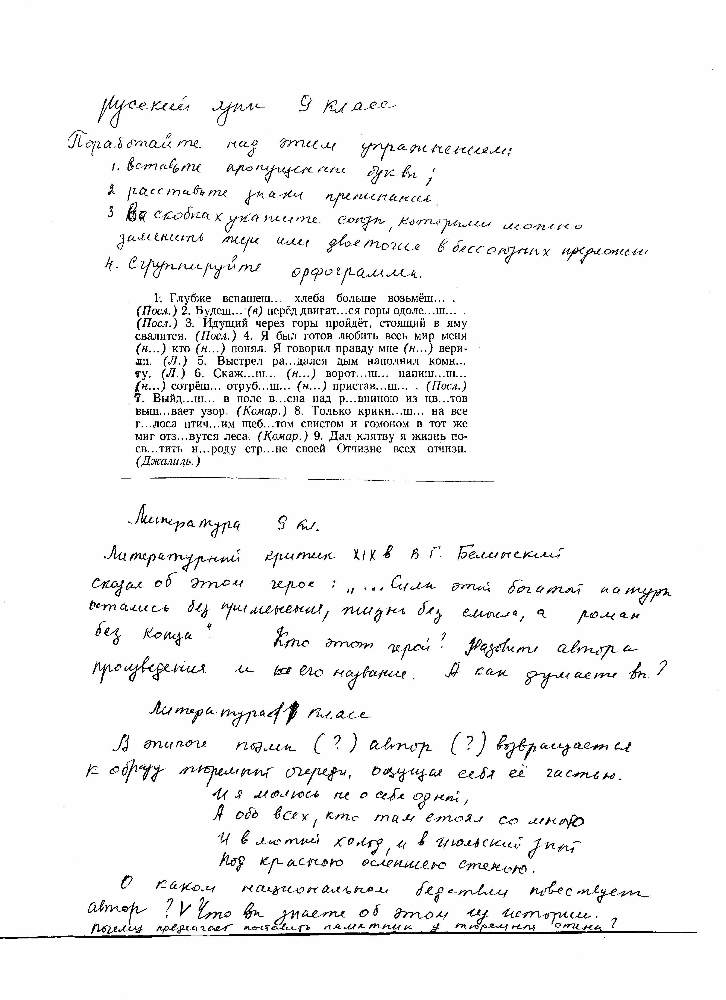 Русский язык 9 класс
Поработайте над этим упражнением:
1. вставьте пропущенные буквы;
2 расставьте знаки препинания.
3 В скобках укажите союзы, которыми можно
заменить тире или двоеточие в бессоюзных предложени
4. Сгруппируйте орфограммы.
1. Глубже вспашеш... хлеба больше возьмёш... .
(Посл.) 2. Будеш... (в) перёд двигат...ся горы одоле...ш... .
(Посл.) 3. Идущий через горы пройдёт, стоящий в яму
свалится. (Посл.) 4. Я был готов любить весь мир меня
(н...) кто (н...) понял. Я говорил правду мне (н...) вери-
ли. (Л.) 5. Выстрел ра...дался дым наполнил комн...
ту. (Л.) 6. Скаж...ш... (н...) ворот...ш... напиш...ш...
(н...) сотрёш... отруб...ш... (н...) пристав...ш... . (Посл.)
7. Выйд...ш... в поле в...сна над р...вниною из цв...тов
выш...вает узор. (Комар.) 8. Только крикн...ш... на все
г...лоса птич...им щеб...том свистом и гомоном в тот же
миг отз...вутся леса. (Комар.) 9. Дал клятву я жизнь по-
св...тить н...роду стр...не своей Отчизне всех отчизн.
(Джалиль.)
Литература 9 кл.
Литературный критик XIX в В.Г. Белинский
сказал об этом герое: „...Силы этой богатой натуры
остались без применения, жизнь без смысла, а роман
без конца“. Кто этот герой? Назовите автора
произведения и его название. А как думаете вы?
Литература 11 класс
В эпилоге поэмы (?) автор (?) возвращается
к образу тюремной очереди, ощущая себя её частью.
И я молюсь не о себе одной,
А обо всех, кто там стоял со мною
И в лютый холод, и в июльский зной
Под красною ослепшею стеною.
О каком национальном бедствии повествует
автор? V Что вы знаете об этом из истории.
Почему предлагает поставить памятник у тюремной стены?